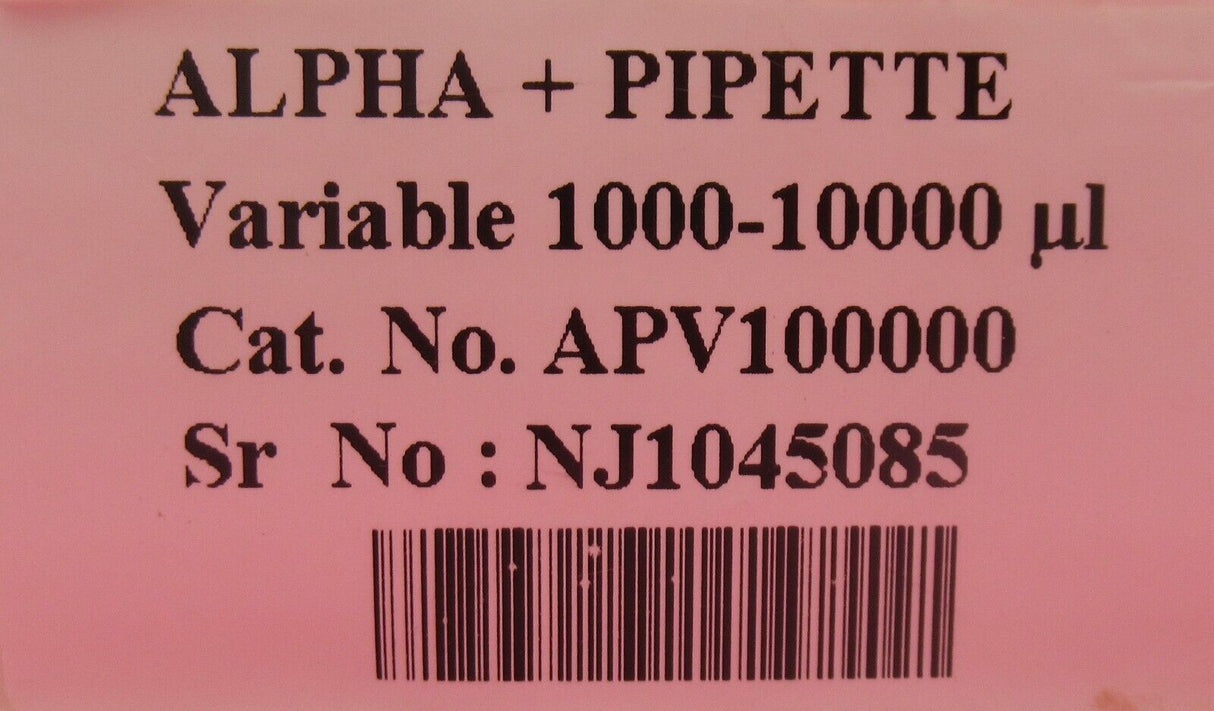 ALPHA + PIPETTE
Variable 1000-10000 µl
Cat. No. APV100000
Sr No : NJ1045085